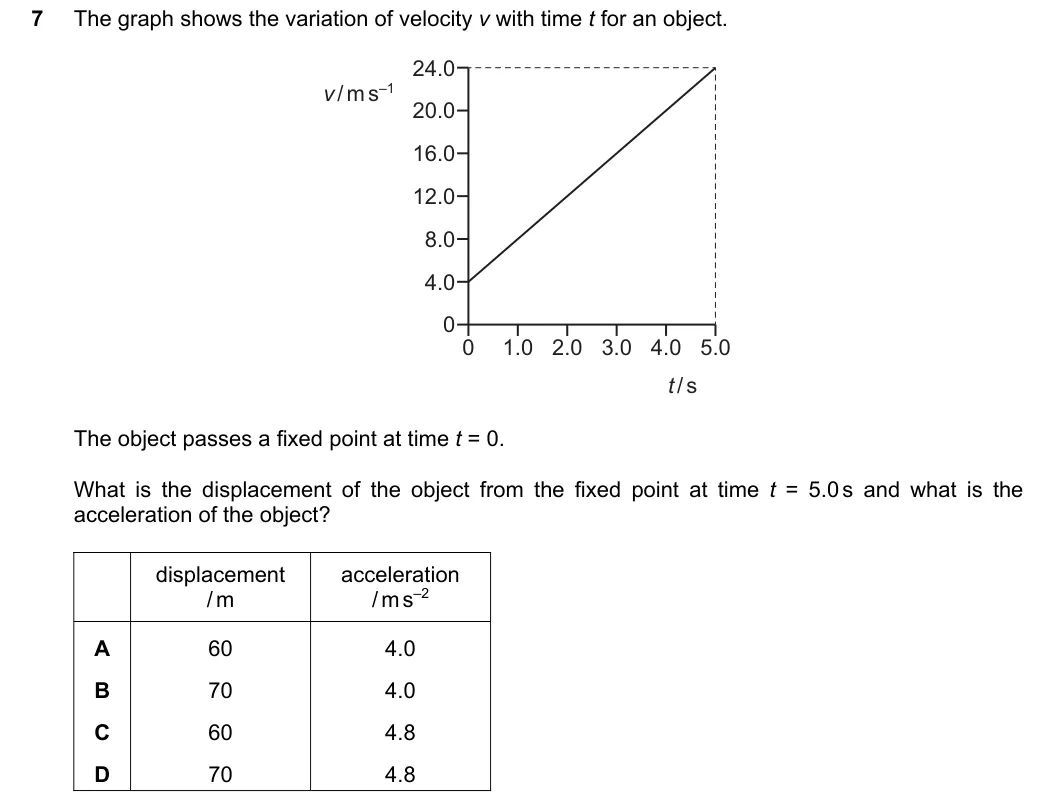 7 The graph shows the variation of velocity v with time t for an object.
24.0
v/ms⁻¹
20.0
16.0
12.0
8.0
4.0
0
0 1.0 2.0 3.0 4.0 5.0
t/s
The object passes a fixed point at time t = 0.
What is the displacement of the object from the fixed point at time t = 5.0s and what is the
acceleration of the object?
displacement acceleration
/m /ms⁻²
A 60 4.0
B 70 4.0
C 60 4.8
D 70 4.8